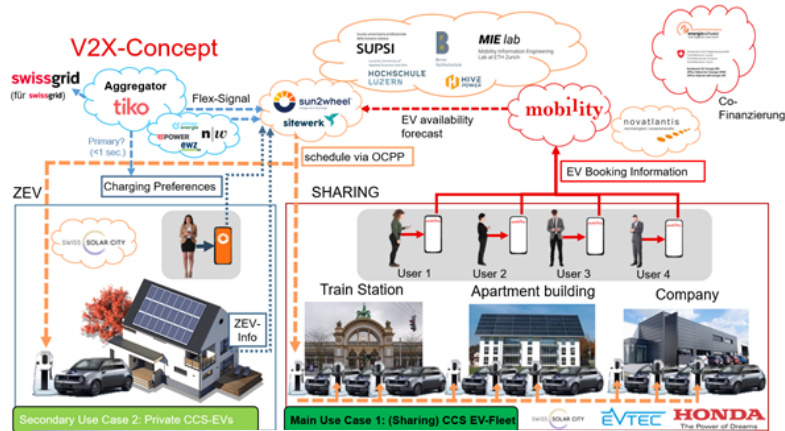 V2X-Concept
swissgrid
(für swissgrid)
Aggregator
tiko
Flex-Signal
sun2wheel
sitewerk
SUPSI
HOCHSCHULE
LUZERN
B
MIE lab
Mobility Information Engineering
Lab at ETH Zurich
HIVE
POWER
energieschweiz
Co-
Finanzierung
mobility
EV availability
forecast
novatlantis
Primary?
(<1 sec.)
n|w
ewz
schedule via OCPP
EV Booking Information
Charging Preferences
ZEV
SHARING
SWISS SOLAR CITY
User 1
User 2
User 3
User 4
Train Station
Apartment building
Company
ZEV-
Info
Secondary Use Case 2: Private CCS-EVs
Main Use Case 1: (Sharing) CCS EV-Fleet
SWISS SOLAR CITY
EVTEC
HONDA
The Power of Dreams